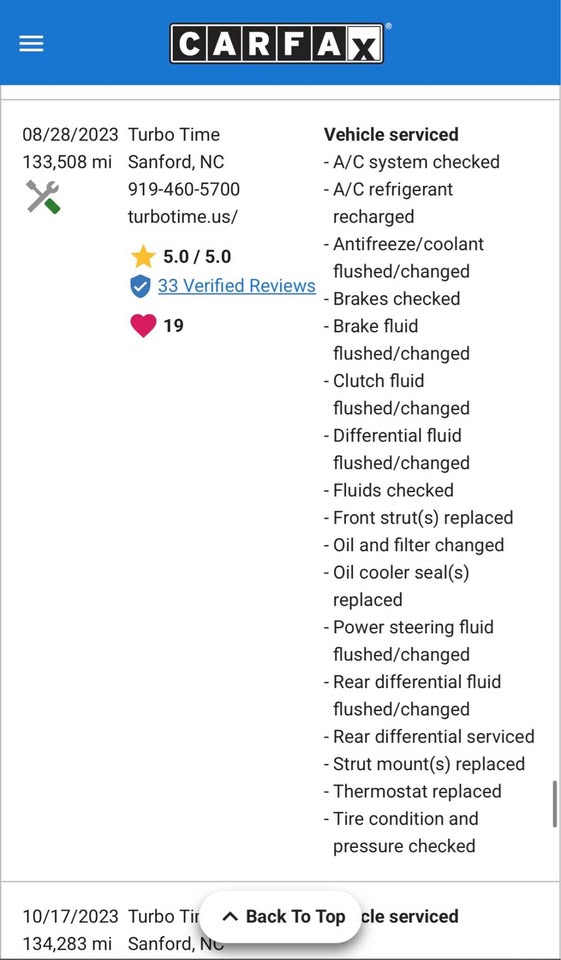 CARFAX®
08/28/2023 Turbo Time Vehicle serviced
133,508 mi Sanford, NC - A/C system checked
919-460-5700 - A/C refrigerant
turbotime.us/ recharged
- Antifreeze/coolant
5.0 / 5.0 flushed/changed
33 Verified Reviews - Brakes checked
19 - Brake fluid
flushed/changed
- Clutch fluid
flushed/changed
- Differential fluid
flushed/changed
- Fluids checked
- Front strut(s) replaced
- Oil and filter changed
- Oil cooler seal(s)
replaced
- Power steering fluid
flushed/changed
- Rear differential fluid
flushed/changed
- Rear differential serviced
- Strut mount(s) replaced
- Thermostat replaced
- Tire condition and
pressure checked
10/17/2023 Turbo Tir Back To Top cle serviced
134,283 mi Sanford, NC